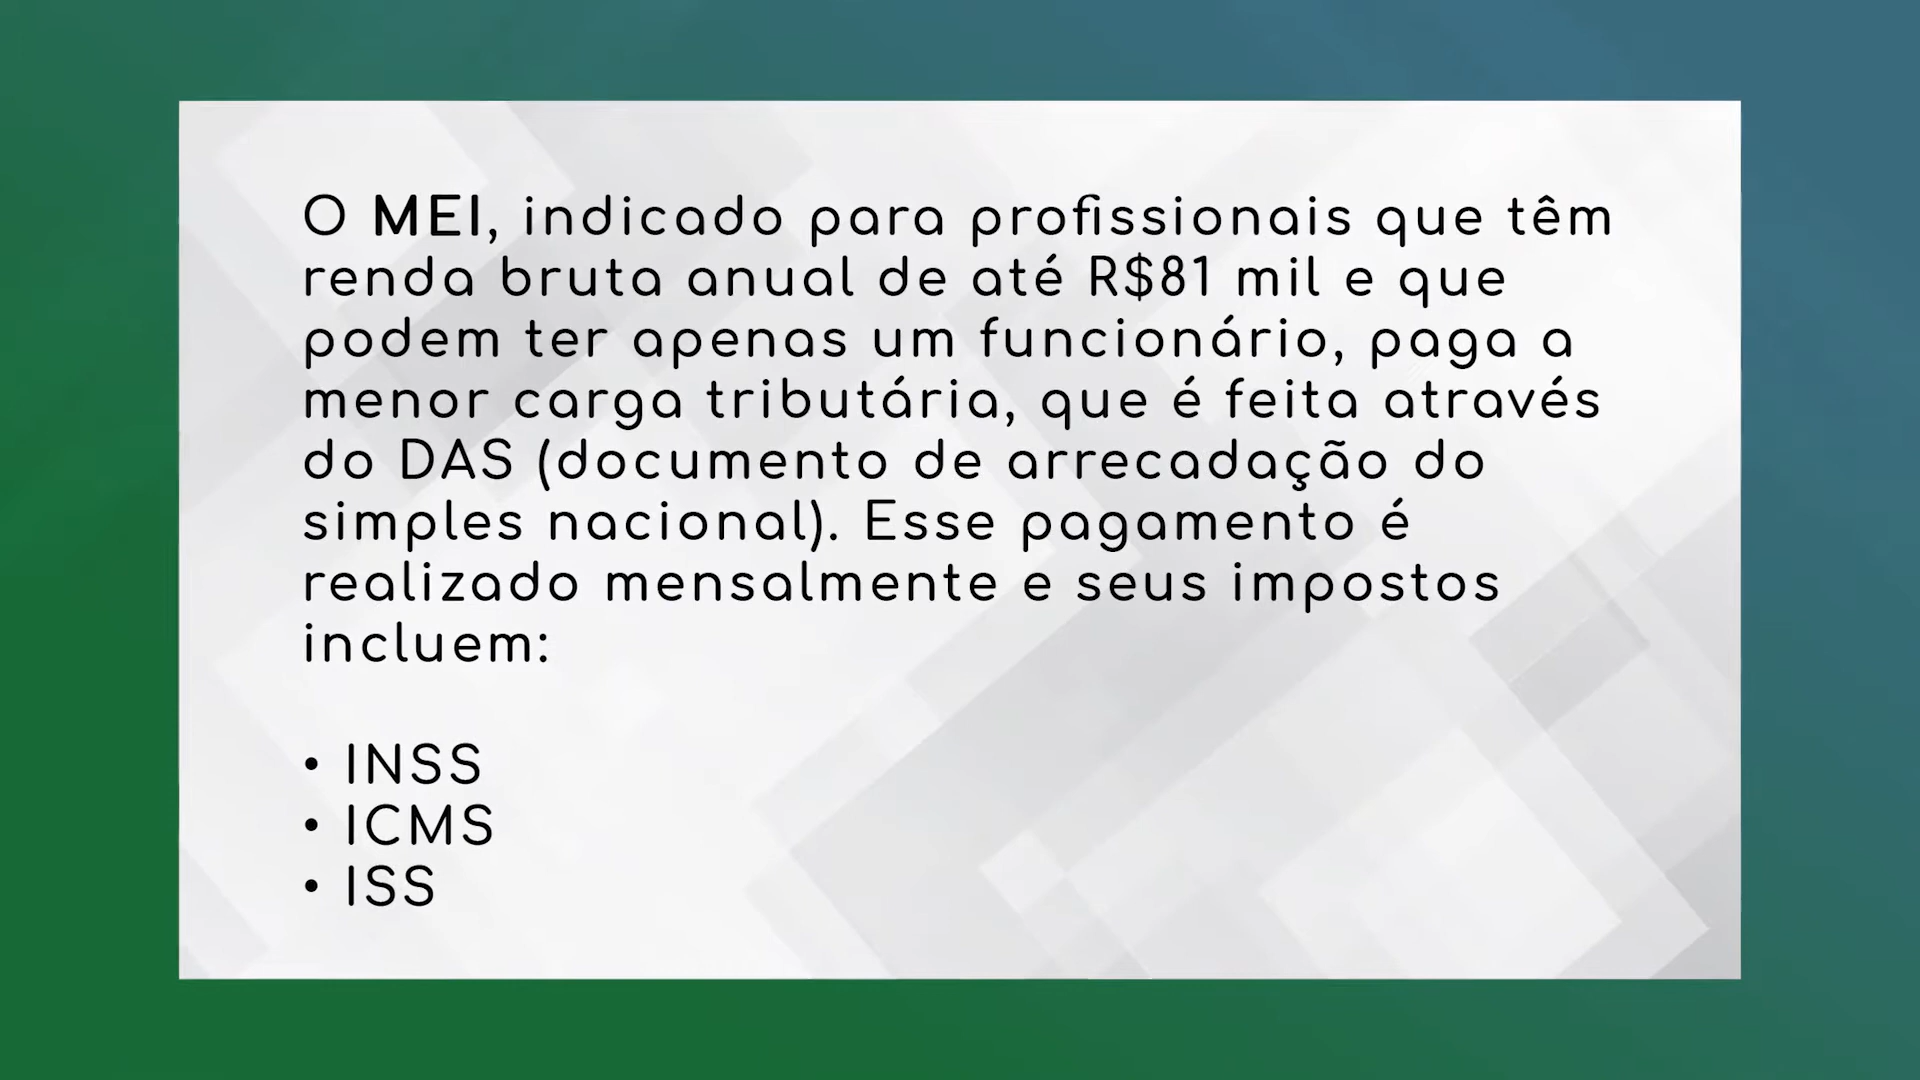 O MEI, indicado para profissionais que têm
renda bruta anual de até R$81 mil e que
podem ter apenas um funcionário, paga a
menor carga tributária, que é feita através
do DAS (documento de arrecadação do
simples nacional). Esse pagamento é
realizado mensalmente e seus impostos
incluem:
• INSS
• ICMS
• ISS